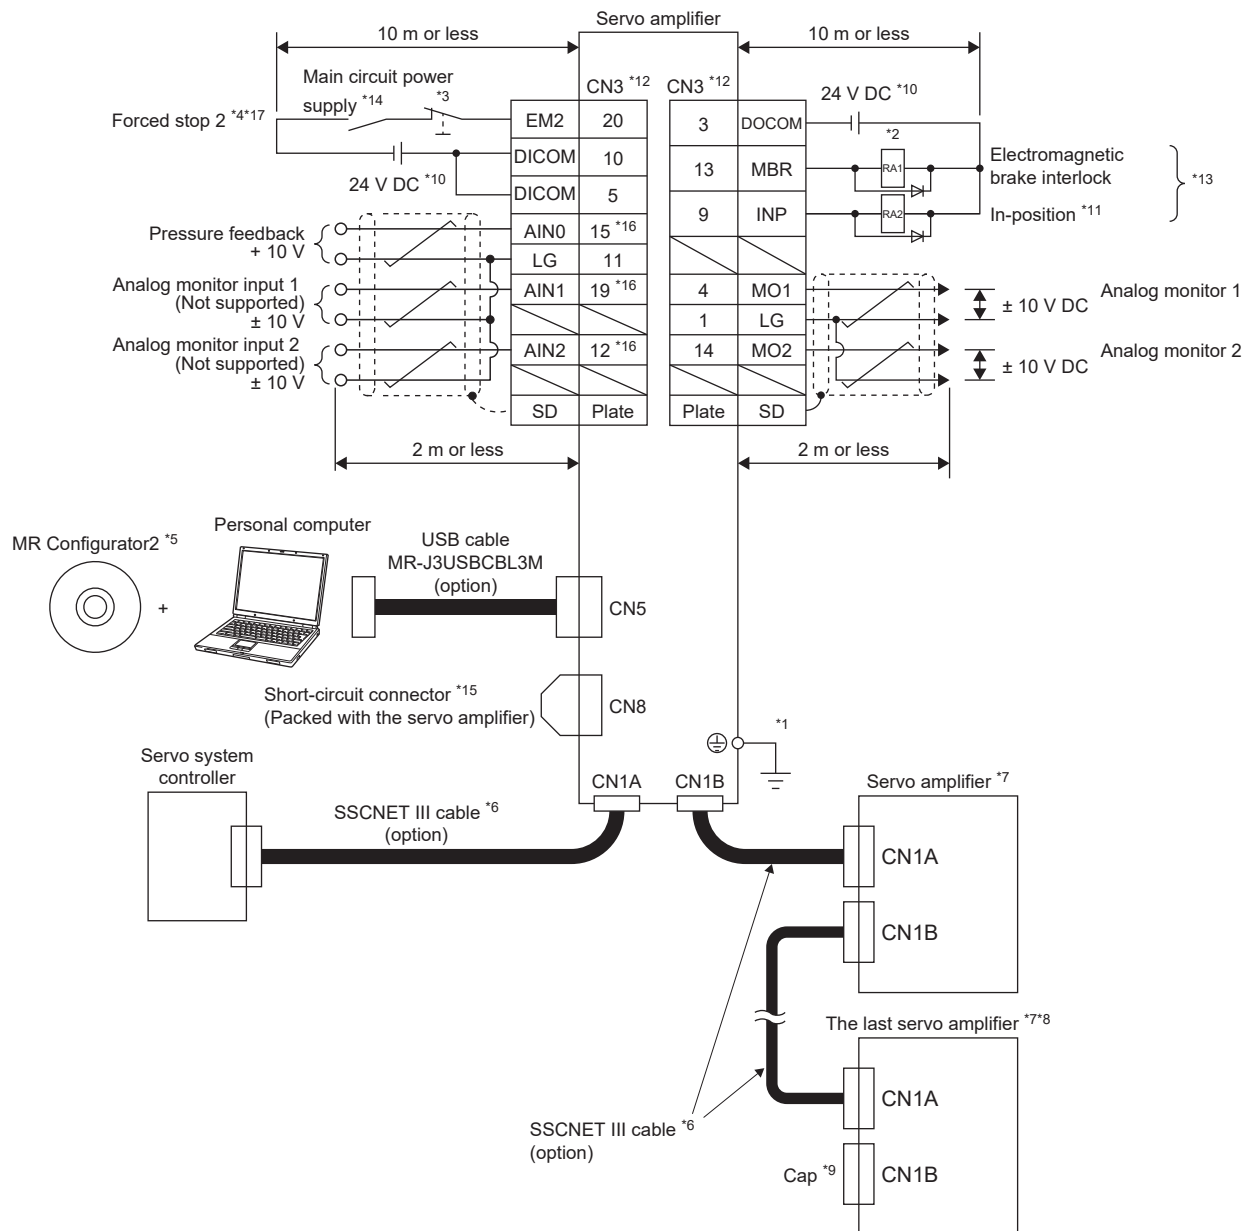 Servo amplifier
10 m or less
10 m or less
Main circuit power
supply *14
*3
CN3 *12
CN3 *12
24 V DC *10
Forced stop 2 *4*17
EM2 20
3 DOCOM
*2
DICOM 10
24 V DC *10
13 MBR
RA1
Electromagnetic
brake interlock
*13
DICOM 5
9 INP
RA2
In-position *11
Pressure feedback
+ 10 V
AIN0 15 *16
LG 11
Analog monitor input 1
(Not supported)
± 10 V
AIN1 19 *16
4 MO1
± 10 V DC
Analog monitor 1
1 LG
Analog monitor input 2
(Not supported)
± 10 V
AIN2 12 *16
14 MO2
± 10 V DC
Analog monitor 2
SD Plate
Plate SD
2 m or less
2 m or less
MR Configurator2 *5
+
Personal computer
USB cable
MR-J3USBCBL3M
(option)
CN5
Short-circuit connector *15
(Packed with the servo amplifier)
CN8
*1
Servo system
controller
CN1A
CN1B
SSCNET III cable *6
(option)
Servo amplifier *7
CN1A
CN1B
The last servo amplifier *7*8
CN1A
SSCNET III cable *6
(option)
Cap *9
CN1B